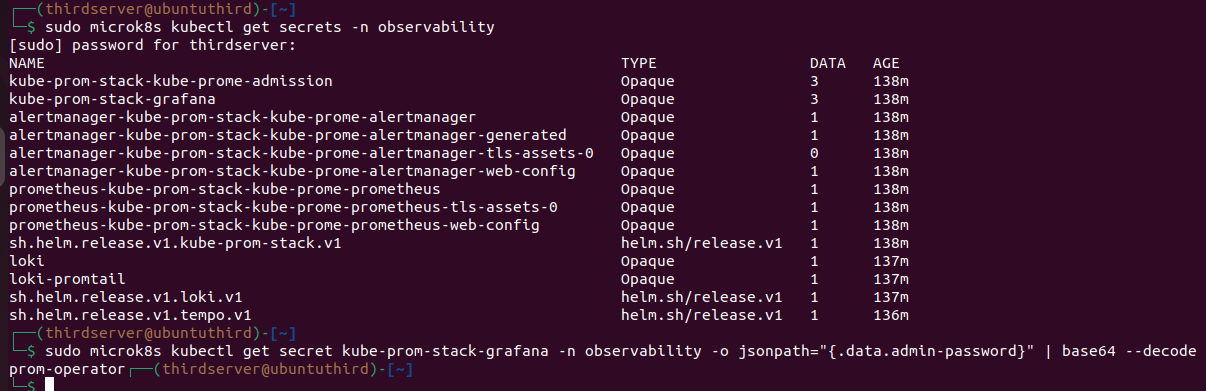 ┌──(thirdserver@ubuntuthird)-[~]
└─$ sudo microk8s kubectl get secrets -n observability
[sudo] password for thirdserver:
NAME TYPE DATA AGE
kube-prom-stack-kube-prome-admission Opaque 3 138m
kube-prom-stack-grafana Opaque 3 138m
alertmanager-kube-prom-stack-kube-prome-alertmanager Opaque 1 138m
alertmanager-kube-prom-stack-kube-prome-alertmanager-generated Opaque 1 138m
alertmanager-kube-prom-stack-kube-prome-alertmanager-tls-assets-0 Opaque 0 138m
alertmanager-kube-prom-stack-kube-prome-alertmanager-web-config Opaque 1 138m
prometheus-kube-prom-stack-kube-prome-prometheus Opaque 1 138m
prometheus-kube-prom-stack-kube-prome-prometheus-tls-assets-0 Opaque 1 138m
prometheus-kube-prom-stack-kube-prome-prometheus-web-config Opaque 1 138m
sh.helm.release.v1.kube-prom-stack.v1 helm.sh/release.v1 1 138m
loki Opaque 1 137m
loki-promtail Opaque 1 137m
sh.helm.release.v1.loki.v1 helm.sh/release.v1 1 137m
sh.helm.release.v1.tempo.v1 helm.sh/release.v1 1 136m
┌──(thirdserver@ubuntuthird)-[~]
└─$ sudo microk8s kubectl get secret kube-prom-stack-grafana -n observability -o jsonpath="{.data.admin-password}" | base64 --decode
prom-operator┌──(thirdserver@ubuntuthird)-[~]
└─$